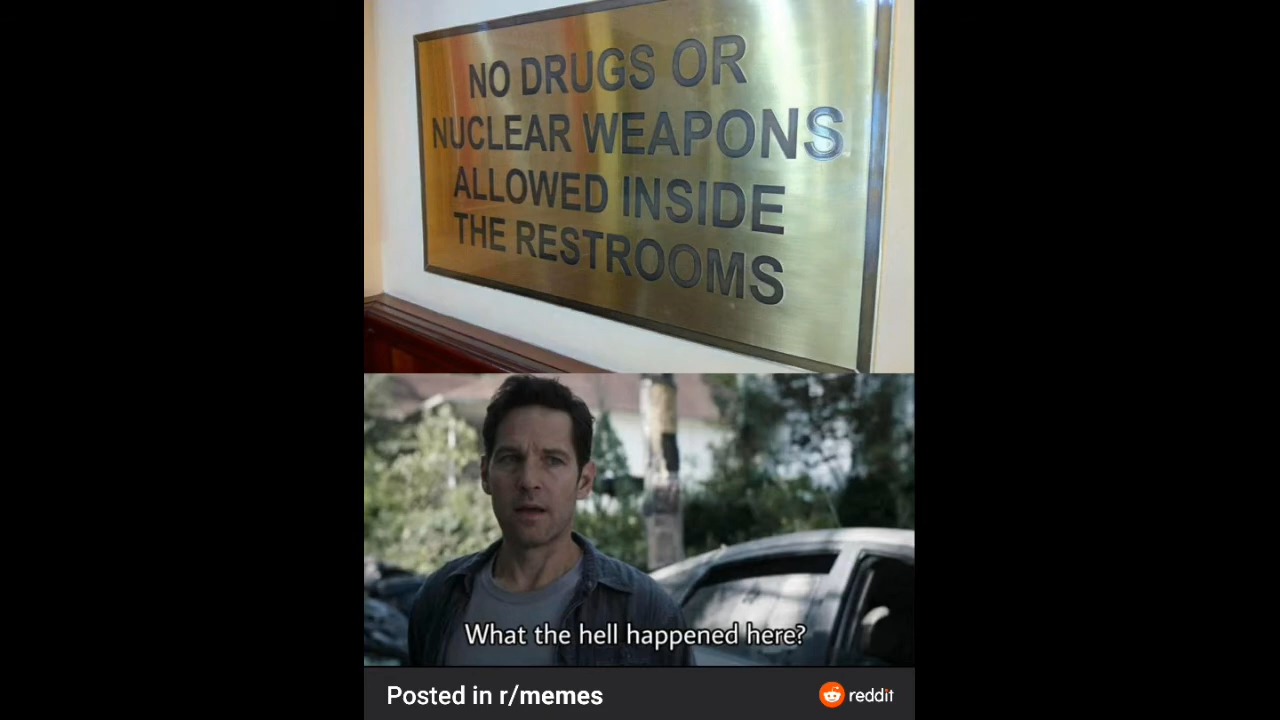 NO DRUGS OR
NUCLEAR WEAPONS
ALLOWED INSIDE
THE RESTROOMS
What the hell happened here?
Posted in r/memes
reddit